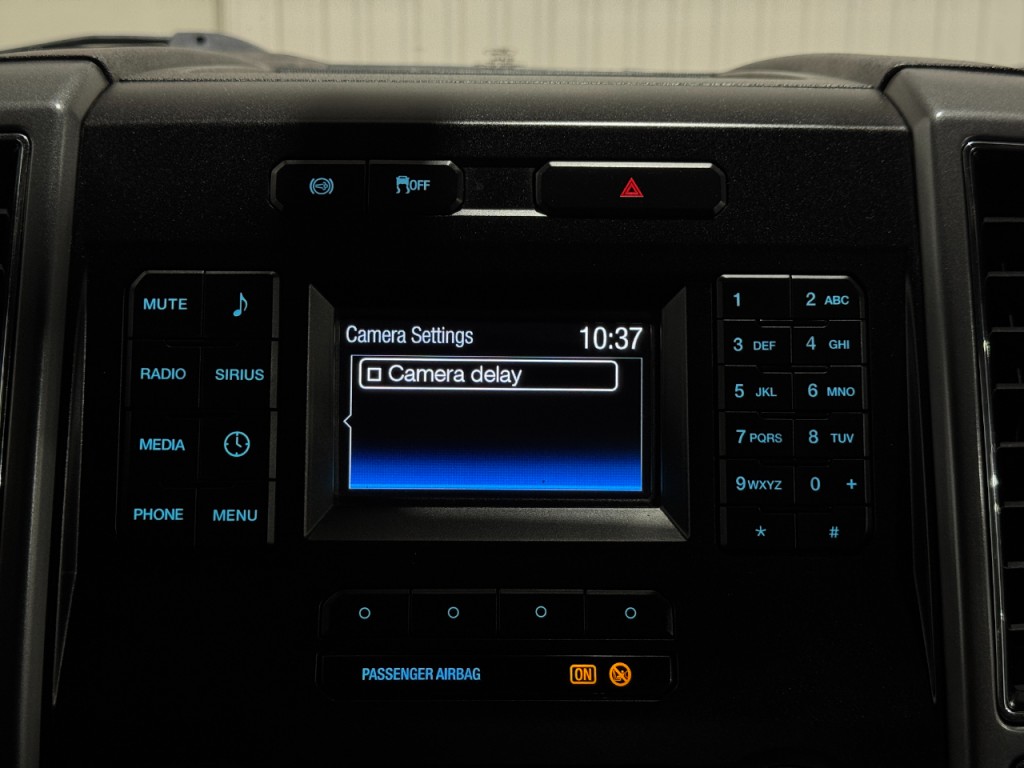 OFF
MUTE
RADIO SIRIUS
MEDIA
PHONE MENU
Camera Settings 10:37
Camera delay
1 2 ABC
3 DEF 4 GHI
5 JKL 6 MNO
7 PQRS 8 TUV
9 WXYZ 0 +
* #
PASSENGER AIRBAG ON